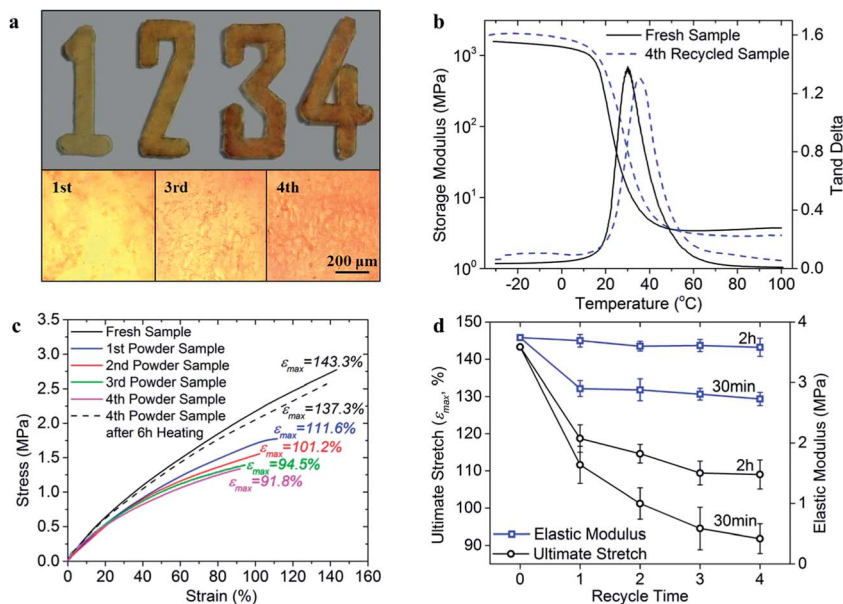 a
1 2 3 4
1st 3rd 4th
200 μm
b
Fresh Sample
4th Recycled Sample
Storage Modulus (MPa)
10³
10²
10¹
10⁰
Tand Delta
1.6
1.2
0.8
0.4
0.0
-20 0 20 40 60 80 100
Temperature (°C)
c
Stress (MPa)
3.5
3.0
2.5
2.0
1.5
1.0
0.5
0.0
Fresh Sample
1st Powder Sample
2nd Powder Sample
3rd Powder Sample
4th Powder Sample
4th Powder Sample
after 6h Heating
εmax=143.3%
εmax=137.3%
εmax=111.6%
εmax=101.2%
εmax=94.5%
εmax=91.8%
0 20 40 60 80 100 120 140 160
Strain (%)
d
Ultimate Stretch (εmax, %)
150
140
130
120
110
100
90
Elastic Modulus (MPa)
4
3
2
1
0
2h
30min
2h
30min
Elastic Modulus
Ultimate Stretch
0 1 2 3 4
Recycle Time